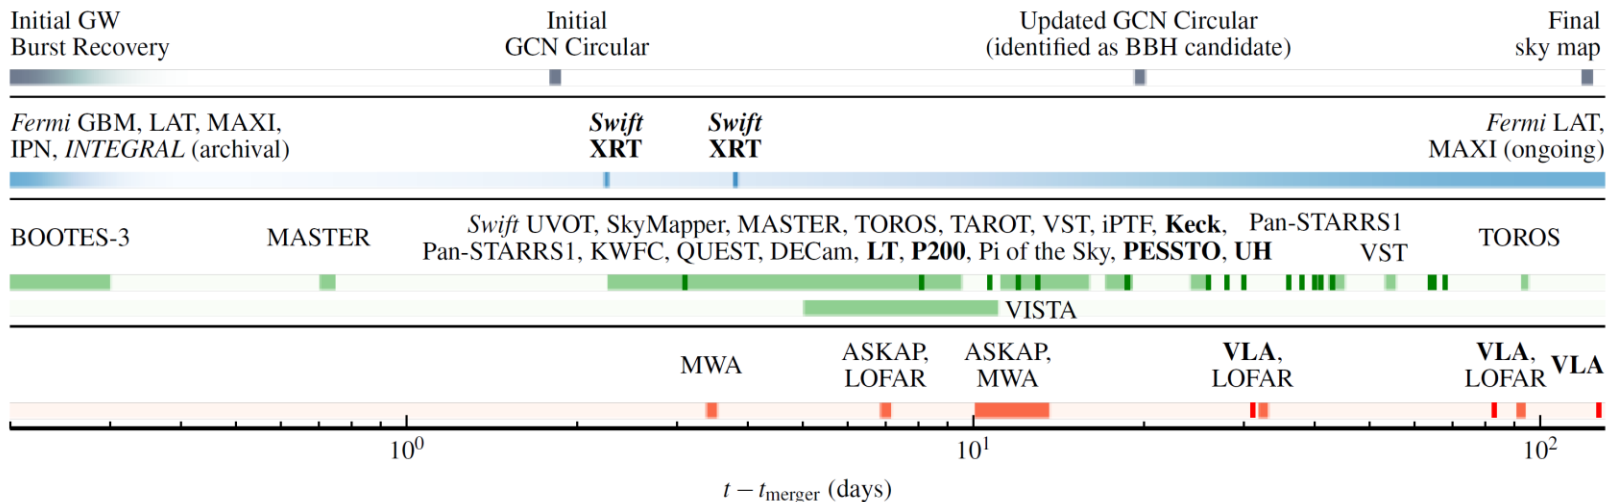 Initial GW
Burst Recovery
Initial
GCN Circular
Updated GCN Circular
(identified as BBH candidate)
Final
sky map
Fermi GBM, LAT, MAXI,
IPN, INTEGRAL (archival)
Swift
XRT
Swift
XRT
Fermi LAT,
MAXI (ongoing)
BOOTES-3
MASTER
Swift UVOT, SkyMapper, MASTER, TOROS, TAROT, VST, iPTF, Keck,
Pan-STARRS1, KWFC, QUEST, DECam, LT, P200, Pi of the Sky, PESSTO, UH
Pan-STARRS1
VST
TOROS
VISTA
MWA
ASKAP,
LOFAR
ASKAP,
MWA
VLA,
LOFAR
VLA,
LOFAR
VLA
10⁰
10¹
10²
t − t_merger (days)